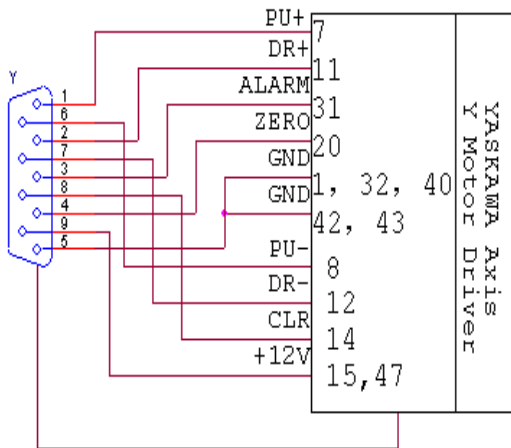 Y
1
6
2
7
3
8
4
9
5
PU+
7
DR+
11
ALARM
31
ZERO
20
GND
1, 32, 40
GND
42, 43
PU-
8
DR-
12
CLR
14
+12V
15,47
YASKAWA Axis
Y Motor Driver